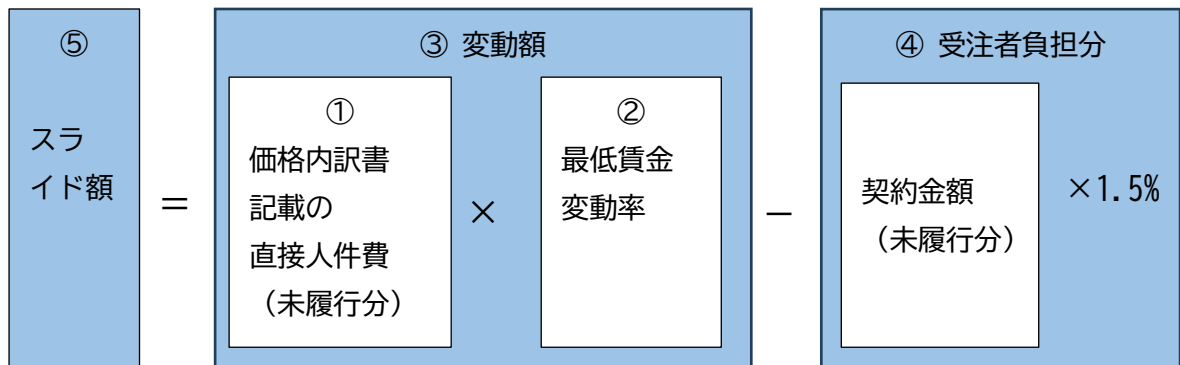 ⑤
スラ
イド額
＝
③ 変動額
①
価格内訳書
記載の
直接人件費
（未履行分）
×
②
最低賃金
変動率
－
④ 受注者負担分
契約金額
（未履行分）
×1.5%